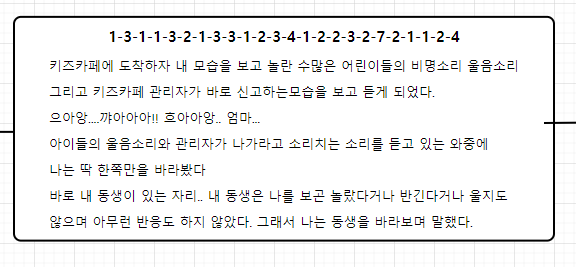 1-3-1-1-3-2-1-3-3-1-2-3-4-1-2-2-3-2-7-2-1-1-2-4
키즈카페에 도착하자 내 모습을 보고 놀란 수많은 어린이들의 비명소리 울음소리
그리고 키즈카페 관리자가 바로 신고하는모습을 보고 듣게 되었다.
으아앙....꺄아아아!! 흐아아앙.. 엄마...
아이들의 울음소리와 관리자가 나가라고 소리치는 소리를 듣고 있는 와중에
나는 딱 한쪽만을 바라봤다
바로 내 동생이 있는 자리.. 내 동생은 나를 보곤 놀랐다거나 반긴다거나 울지도
않으며 아무런 반응도 하지 않았다. 그래서 나는 동생을 바라보며 말했다.